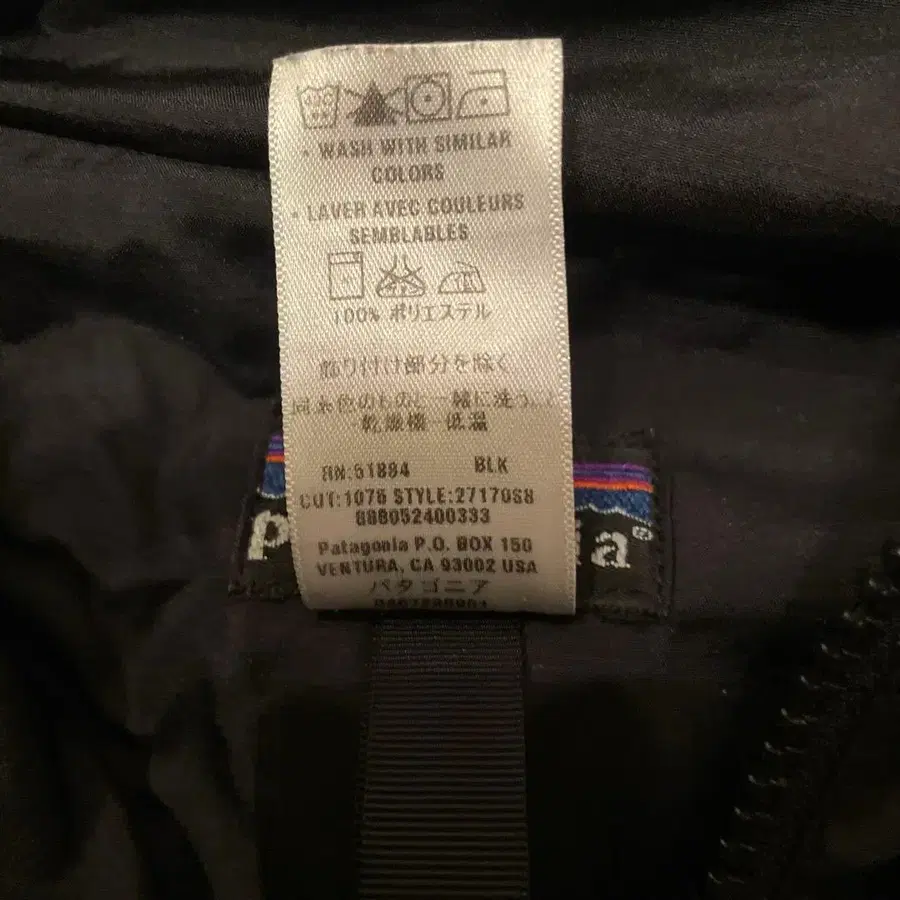 • WASH WITH SIMILAR
COLORS
• LAVER AVEC COULEURS
SEMBLABLES
100% ポリエステル
飾り付け部分を除く
同系色のものと一緒に洗う。
乾燥機-低温
RN:51884 BLK
CUT:1076 STYLE:27170S8
888052400333
Patagonia P.O. BOX 150
VENTURA, CA 93002 USA
パタゴニア